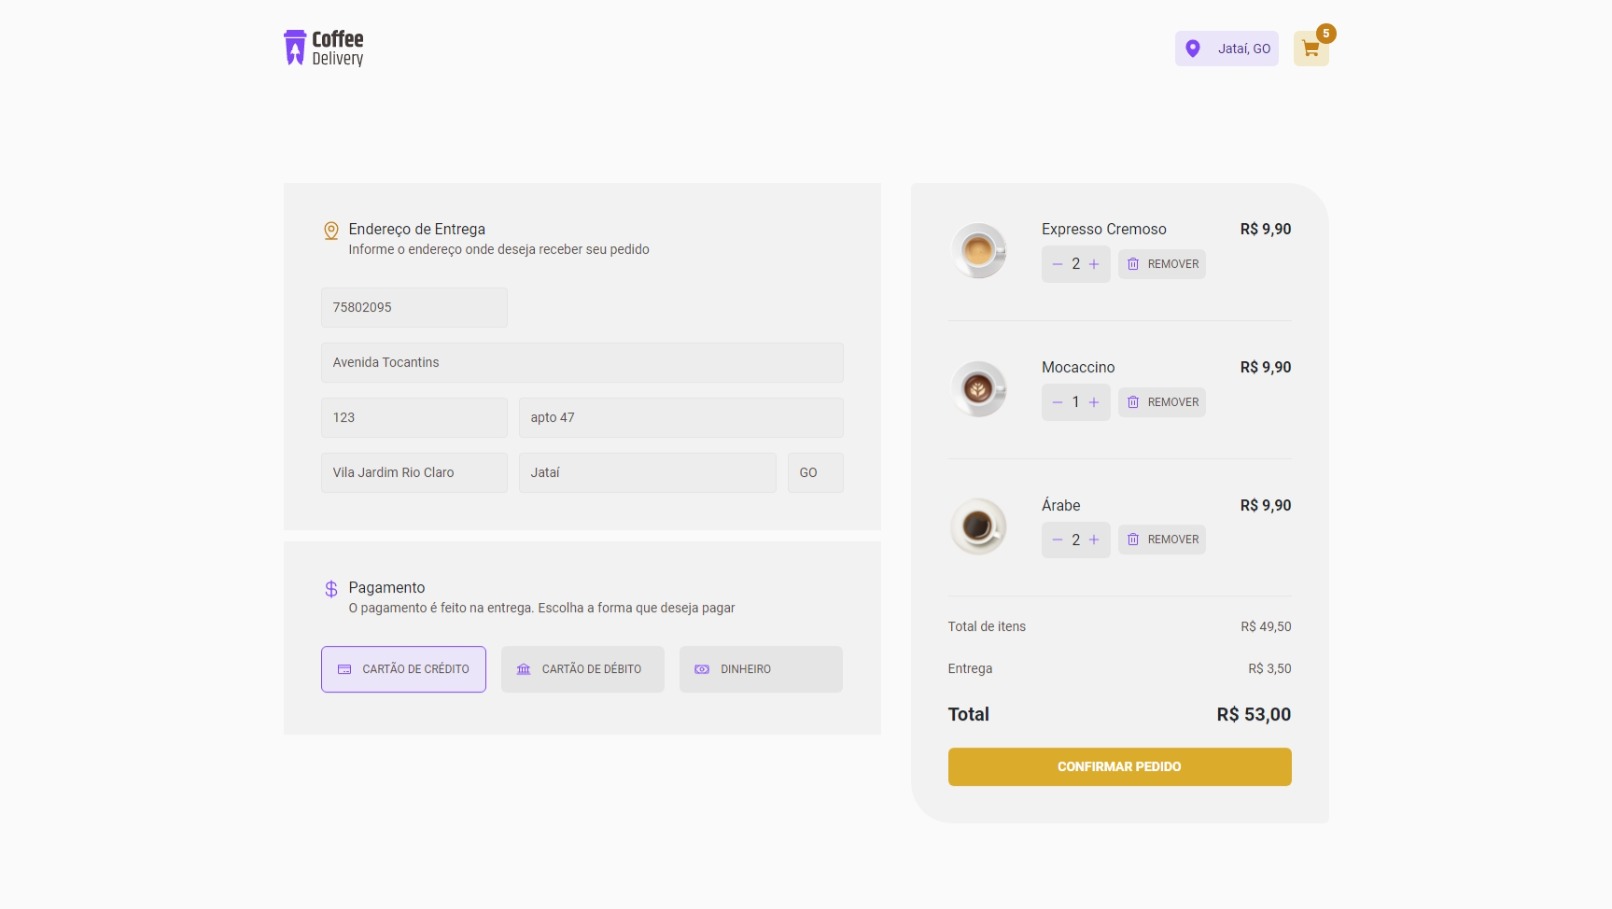 Coffee
Delivery
Jataí, GO
5
Endereço de Entrega
Informe o endereço onde deseja receber seu pedido
75802095
Avenida Tocantins
123
apto 47
Vila Jardim Rio Claro
Jataí
GO
Pagamento
O pagamento é feito na entrega. Escolha a forma que deseja pagar
CARTÃO DE CRÉDITO
CARTÃO DE DÉBITO
DINHEIRO
Expresso Cremoso
R$ 9,90
2
REMOVER
Mocaccino
R$ 9,90
1
REMOVER
Árabe
R$ 9,90
2
REMOVER
Total de itens
R$ 49,50
Entrega
R$ 3,50
Total
R$ 53,00
CONFIRMAR PEDIDO